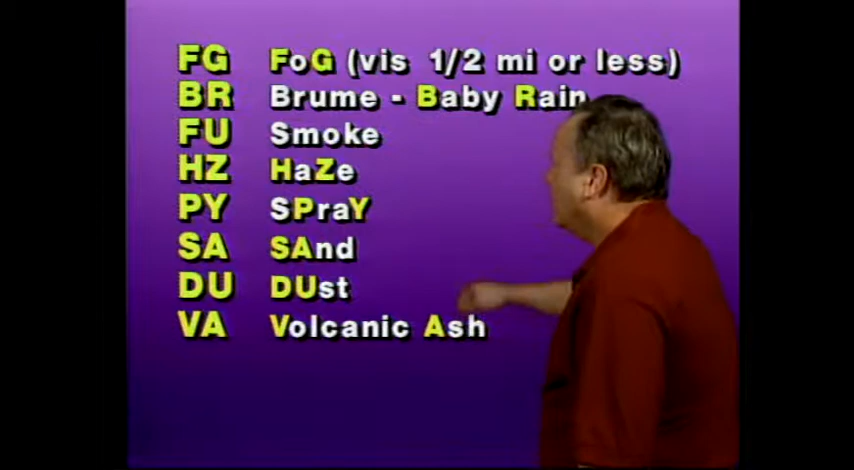 FG FoG (vis 1/2 mi or less)
BR Brume - Baby Rain
FU Smoke
HZ HaZe
PY SPraY
SA SAnd
DU DUst
VA Volcanic Ash